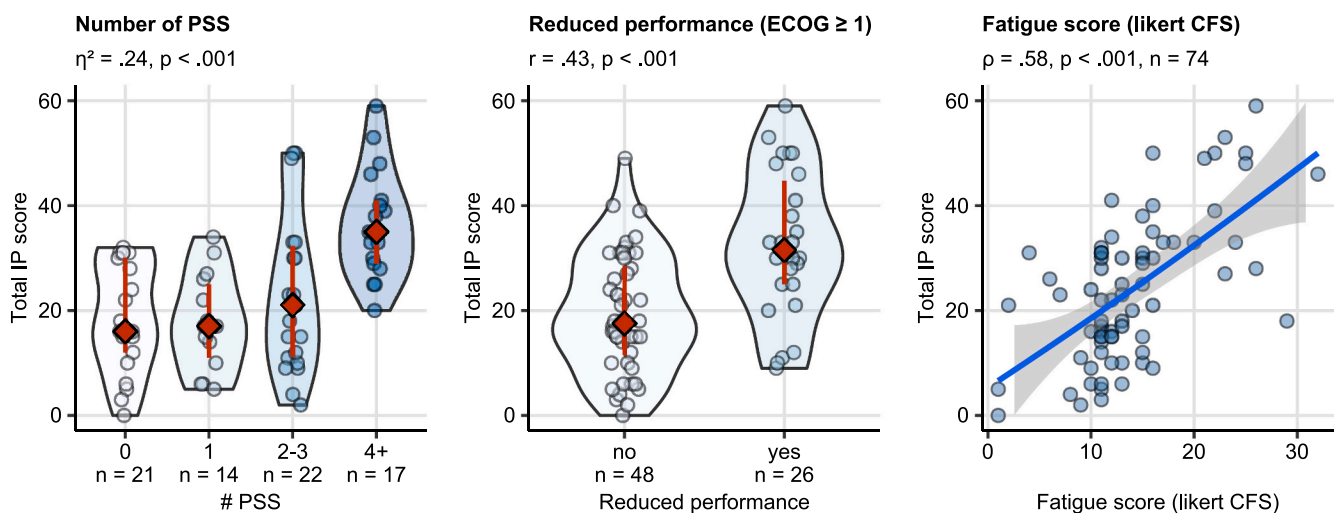 Number of PSS
η² = .24, p < .001
Total IP score
60
40
20
0
0
1
2-3
4+
n = 21
n = 14
n = 22
n = 17
# PSS
Reduced performance (ECOG ≥ 1)
r = .43, p < .001
Total IP score
60
40
20
0
no
yes
n = 48
n = 26
Reduced performance
Fatigue score (likert CFS)
ρ = .58, p < .001, n = 74
Total IP score
60
40
20
0
0
10
20
30
Fatigue score (likert CFS)